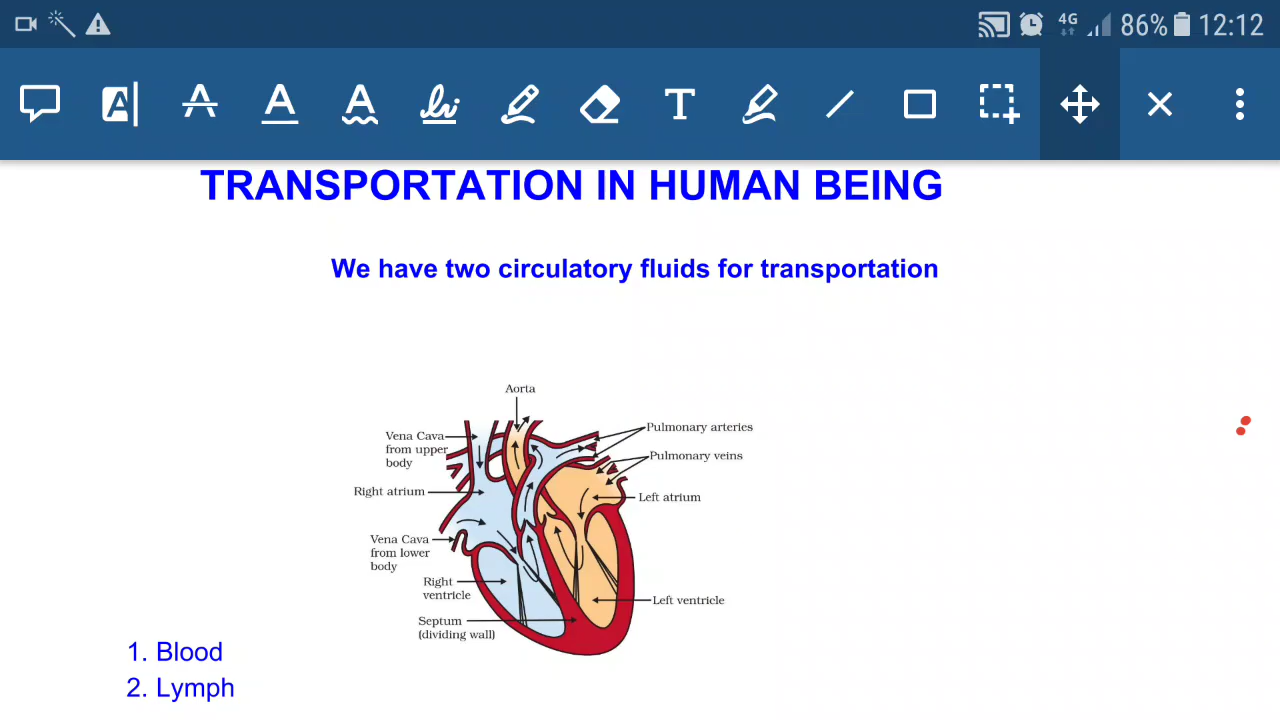 4G 86% 12:12
A A A A T
TRANSPORTATION IN HUMAN BEING
We have two circulatory fluids for transportation
Aorta
Vena Cava
from upper
body
Pulmonary arteries
Pulmonary veins
Right atrium
Left atrium
Vena Cava
from lower
body
Right
ventricle
Left ventricle
Septum
(dividing wall)
1. Blood
2. Lymph